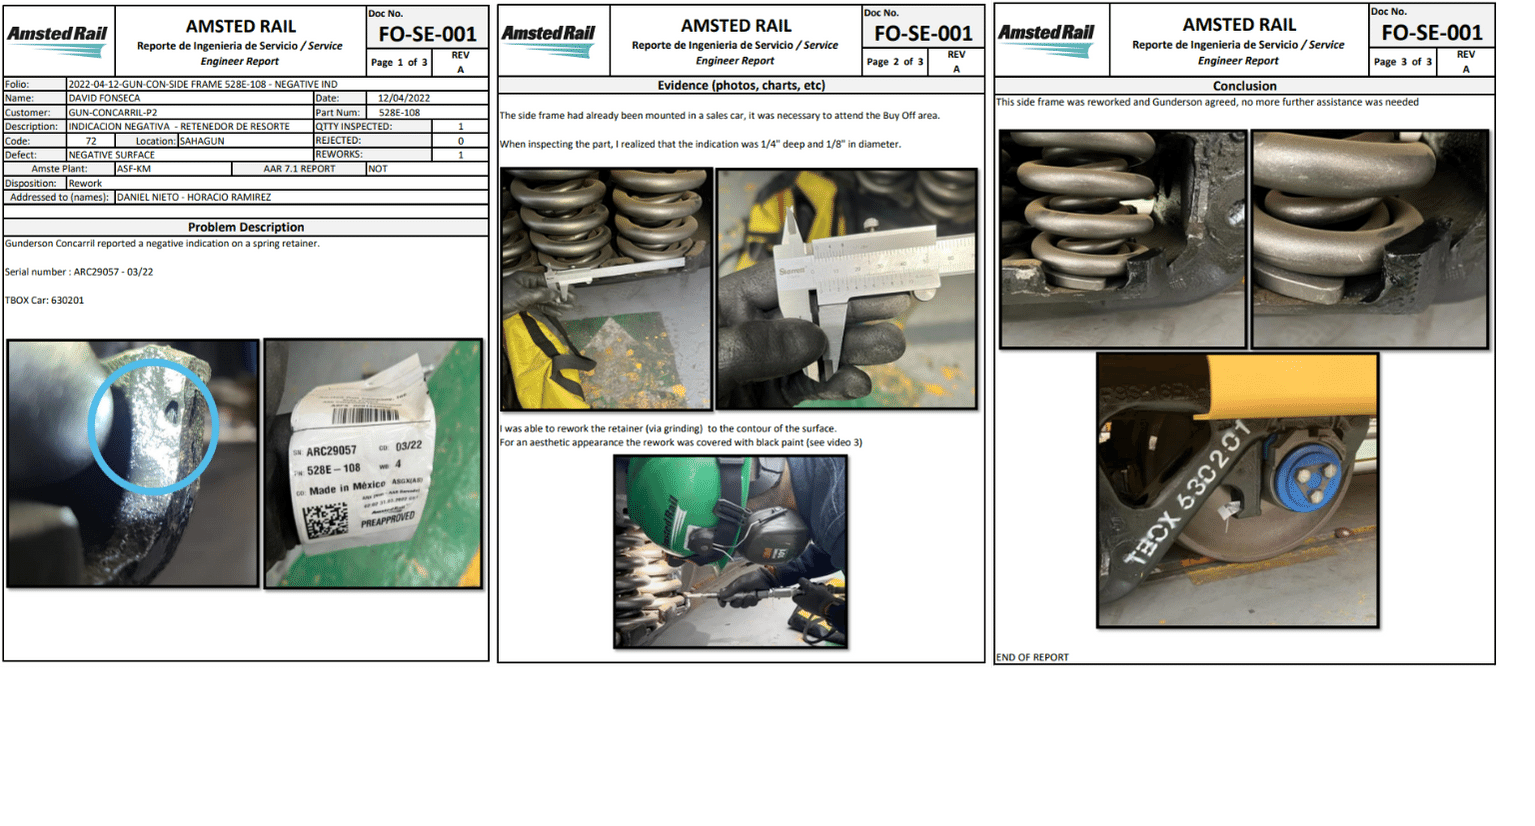 Amsted Rail
AMSTED RAIL
Reporte de Ingenieria de Servicio / Service
Engineer Report
Doc No.
FO-SE-001
Page 1 of 3
REV
A
Folio: 2022-04-12-GUN-CON-SIDE FRAME 528E-108 - NEGATIVE IND
Name: DAVID FONSECA Date: 12/04/2022
Customer: GUN-CONCARRIL-P2 Part Num: 528E-108
Description: INDICACION NEGATIVA - RETENEDOR DE RESORTE QTTY INSPECTED: 1
Code: 72 Location: SAHAGUN REJECTED: 0
Defect: NEGATIVE SURFACE REWORKS: 1
Amste Plant: ASF-KM AAR 7.1 REPORT NOT
Disposition: Rework
Addressed to (names): DANIEL NIETO - HORACIO RAMIREZ
Problem Description
Gunderson Concarril reported a negative indication on a spring retainer.
Serial number : ARC29057 - 03/22
TBOX Car: 630201
SN: ARC29057 CD: 03/22
528E-108 4
CO: Made in México ASGX(AS)
AmstedRail
PREAPPROVED
Amsted Rail
AMSTED RAIL
Reporte de Ingenieria de Servicio / Service
Engineer Report
Doc No.
FO-SE-001
Page 2 of 3
REV
A
Evidence (photos, charts, etc)
The side frame had already been mounted in a sales car, it was necessary to attend the Buy Off area.
When inspecting the part, I realized that the indication was 1/4" deep and 1/8" in diameter.
Starrett
I was able to rework the retainer (via grinding) to the contour of the surface.
For an aesthetic appearance the rework was covered with black paint (see video 3)
AmstedRail
Amsted Rail
AMSTED RAIL
Reporte de Ingenieria de Servicio / Service
Engineer Report
Doc No.
FO-SE-001
Page 3 of 3
REV
A
Conclusion
This side frame was reworked and Gunderson agreed, no more further assistance was needed
TBOX 630201
END OF REPORT